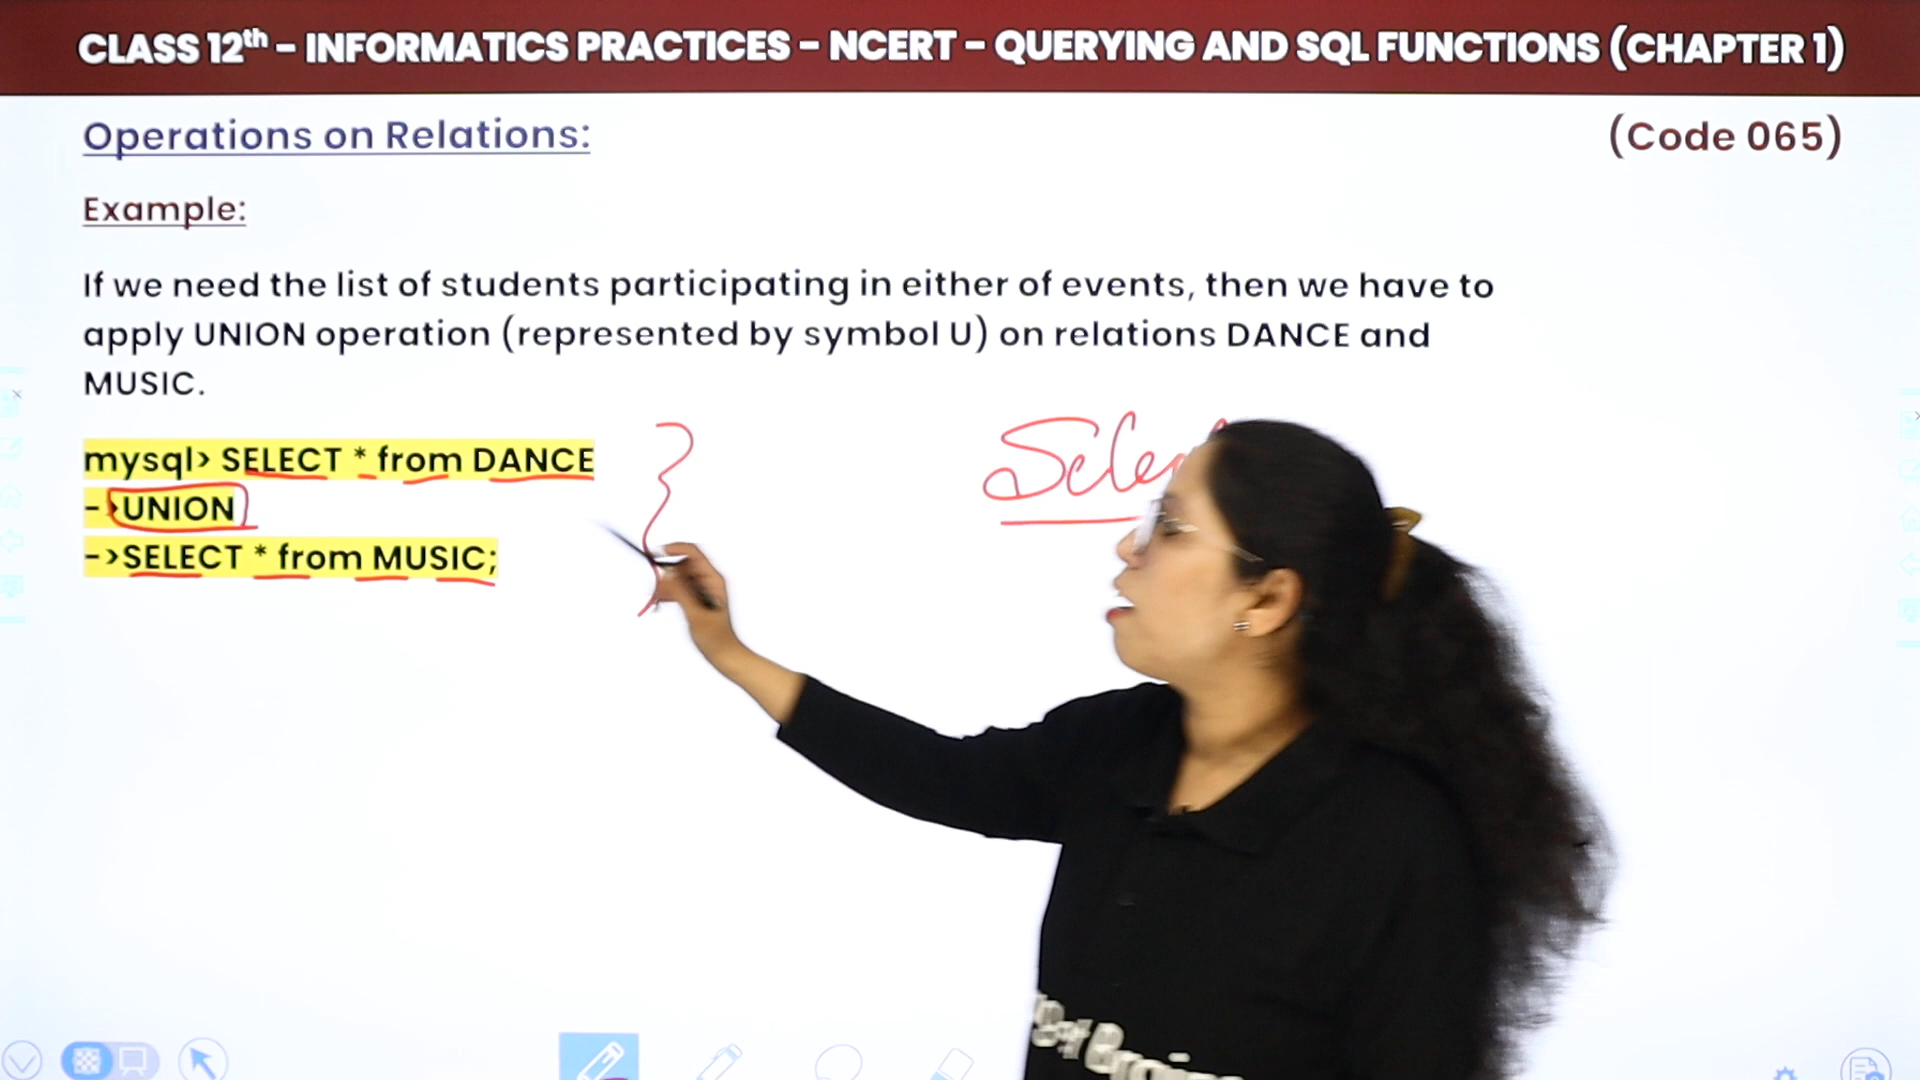 CLASS 12th – INFORMATICS PRACTICES – NCERT – QUERYING AND SQL FUNCTIONS (CHAPTER 1)
Operations on Relations:
(Code 065)
Example:
If we need the list of students participating in either of events, then we have to
apply UNION operation (represented by symbol U) on relations DANCE and
MUSIC.
mysql> SELECT * from DANCE
->UNION
->SELECT * from MUSIC;